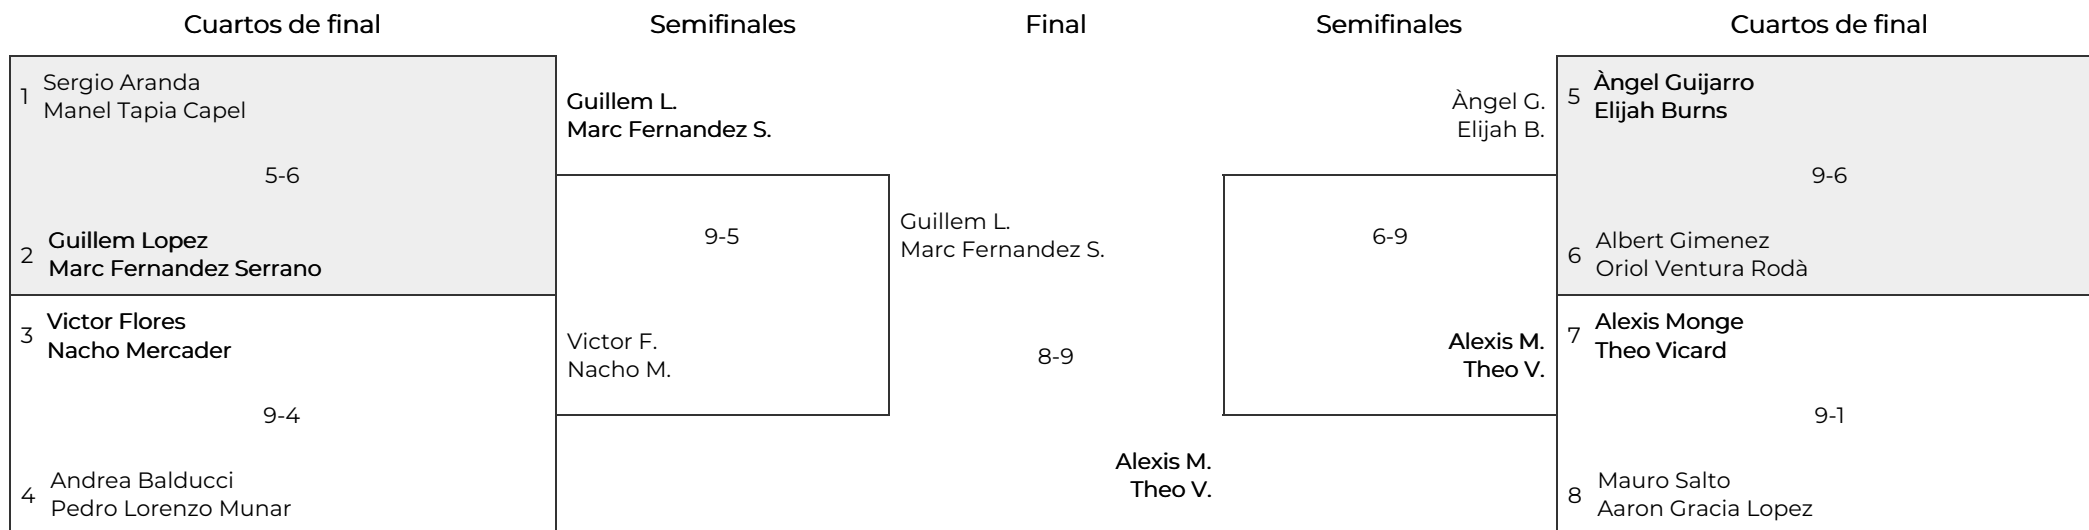 Cuartos de final
Semifinales
Final
Semifinales
Cuartos de final
1
Sergio Aranda
Manel Tapia Capel
5-6
2
Guillem Lopez
Marc Fernandez Serrano
3
Victor Flores
Nacho Mercader
9-4
4
Andrea Balducci
Pedro Lorenzo Munar
Guillem L.
Marc Fernandez S.
9-5
Victor F.
Nacho M.
Guillem L.
Marc Fernandez S.
8-9
Alexis M.
Theo V.
Àngel G.
Elijah B.
6-9
Alexis M.
Theo V.
5
Àngel Guijarro
Elijah Burns
9-6
6
Albert Gimenez
Oriol Ventura Rodà
7
Alexis Monge
Theo Vicard
9-1
8
Mauro Salto
Aaron Gracia Lopez